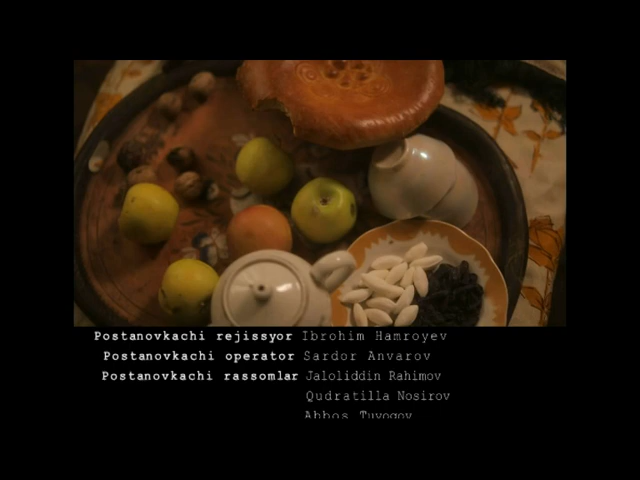 Postanovkachi rejissyor Ibrohim Hamroyev
Postanovkachi operator Sardor Anvarov
Postanovkachi rassomlar Jaloliddin Rahimov
Qudratilla Nosirov
Abbos